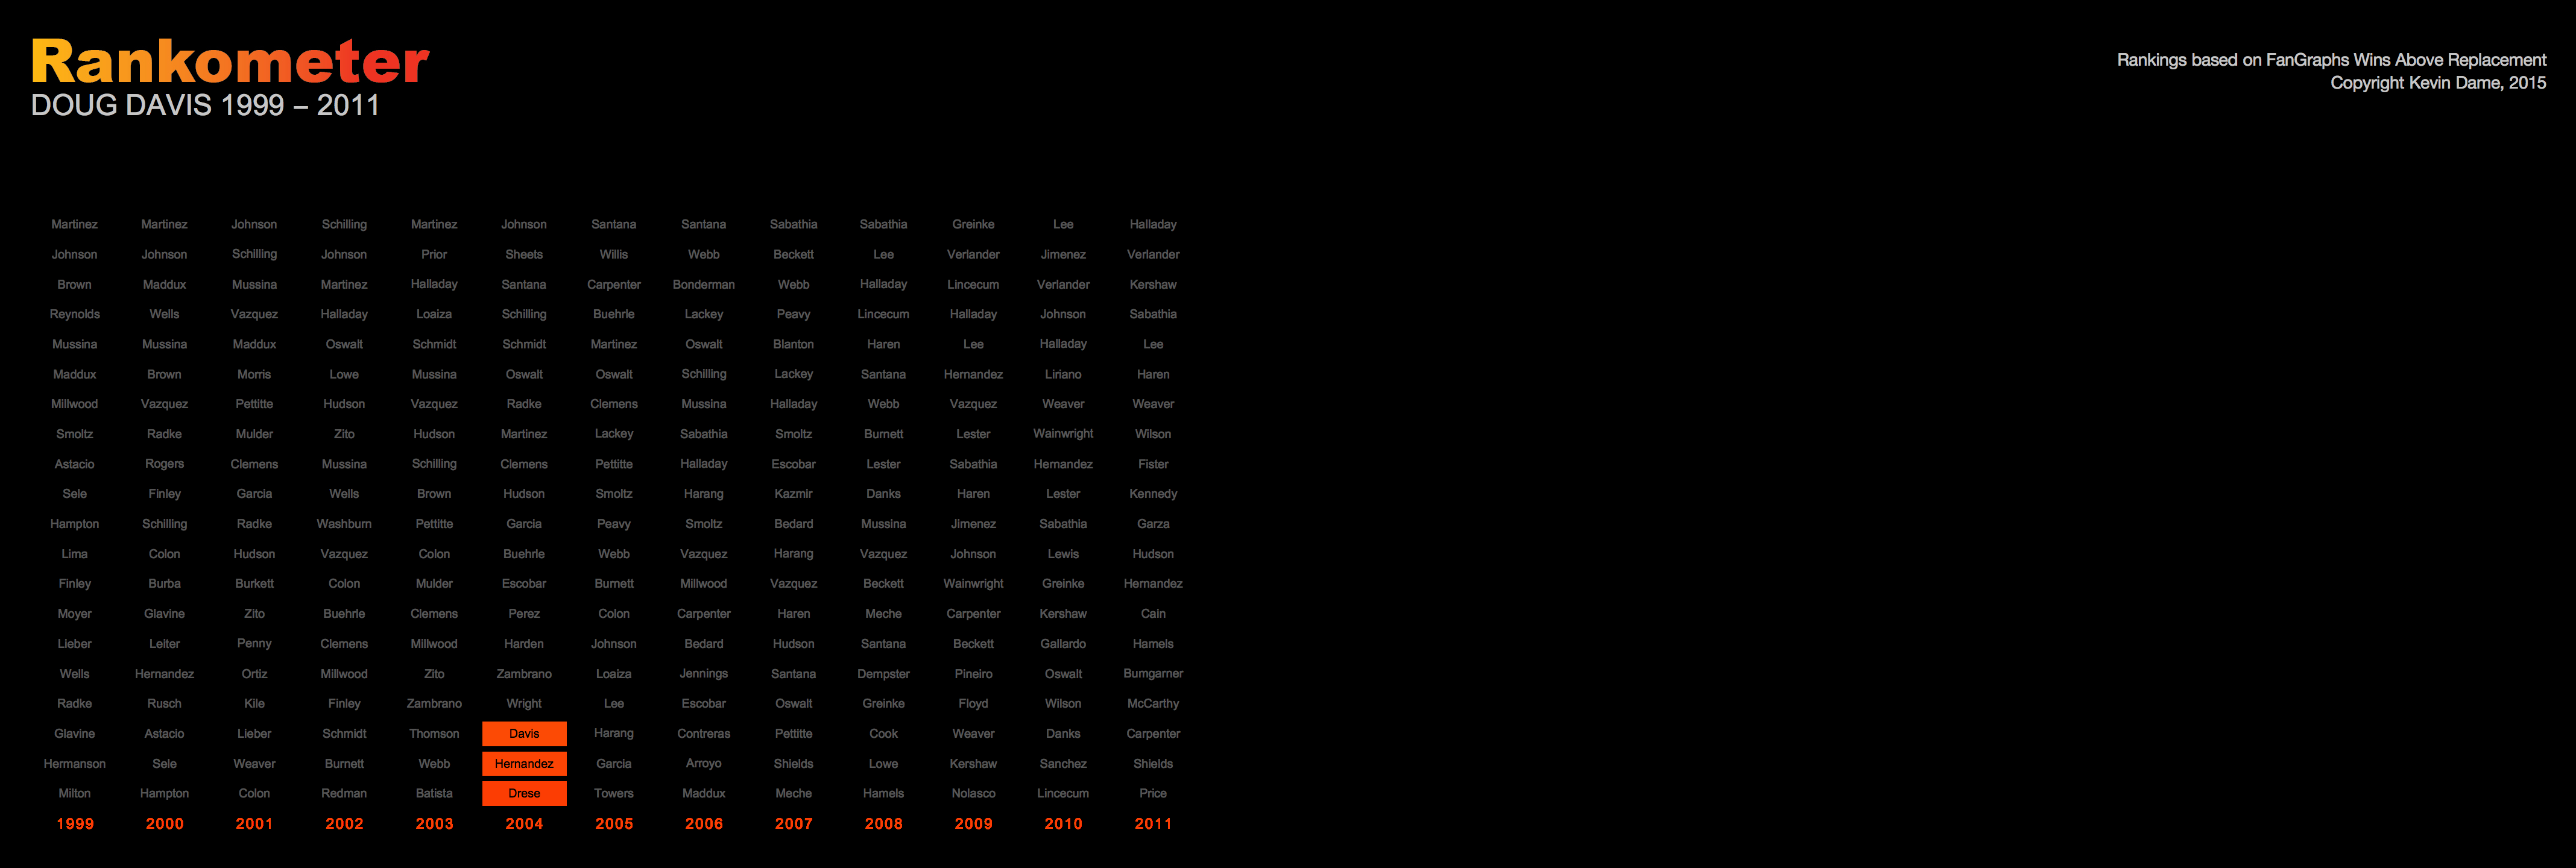 Rankometer
DOUG DAVIS 1999 – 2011
Rankings based on FanGraphs Wins Above Replacement
Copyright Kevin Dame, 2015
Martinez Martinez Johnson Schilling Martinez Johnson Santana Santana Sabathia Sabathia Greinke Lee Halladay
Johnson Johnson Schilling Johnson Prior Sheets Willis Webb Beckett Lee Verlander Jimenez Verlander
Brown Maddux Mussina Martinez Halladay Santana Carpenter Bonderman Webb Halladay Lincecum Verlander Kershaw
Reynolds Wells Vazquez Halladay Loaiza Schilling Buehrle Lackey Peavy Lincecum Halladay Johnson Sabathia
Mussina Mussina Maddux Oswalt Schmidt Schmidt Martinez Oswalt Blanton Haren Lee Halladay Lee
Maddux Brown Morris Lowe Mussina Oswalt Oswalt Schilling Lackey Santana Hernandez Liriano Haren
Millwood Vazquez Pettitte Hudson Vazquez Radke Clemens Mussina Halladay Webb Vazquez Weaver Weaver
Smoltz Radke Mulder Zito Hudson Martinez Lackey Sabathia Smoltz Burnett Lester Wainwright Wilson
Astacio Rogers Clemens Mussina Schilling Clemens Pettitte Halladay Escobar Lester Sabathia Hernandez Fister
Sele Finley Garcia Wells Brown Hudson Smoltz Harang Kazmir Danks Haren Lester Kennedy
Hampton Schilling Radke Washburn Pettitte Garcia Peavy Smoltz Bedard Mussina Jimenez Sabathia Garza
Lima Colon Hudson Vazquez Colon Buehrle Webb Vazquez Harang Vazquez Johnson Lewis Hudson
Finley Burba Burkett Colon Mulder Escobar Burnett Millwood Vazquez Beckett Wainwright Greinke Hernandez
Moyer Glavine Zito Buehrle Clemens Perez Colon Carpenter Haren Meche Carpenter Kershaw Cain
Lieber Leiter Penny Clemens Millwood Harden Johnson Bedard Hudson Santana Beckett Gallardo Hamels
Wells Hernandez Ortiz Millwood Zito Zambrano Loaiza Jennings Santana Dempster Pineiro Oswalt Bumgarner
Radke Rusch Kile Finley Zambrano Wright Lee Escobar Oswalt Greinke Floyd Wilson McCarthy
Glavine Astacio Lieber Schmidt Thomson Davis Harang Contreras Pettitte Cook Weaver Danks Carpenter
Hermanson Sele Weaver Burnett Webb Hernandez Garcia Arroyo Shields Lowe Kershaw Sanchez Shields
Milton Hampton Colon Redman Batista Drese Towers Maddux Meche Hamels Nolasco Lincecum Price
1999 2000 2001 2002 2003 2004 2005 2006 2007 2008 2009 2010 2011